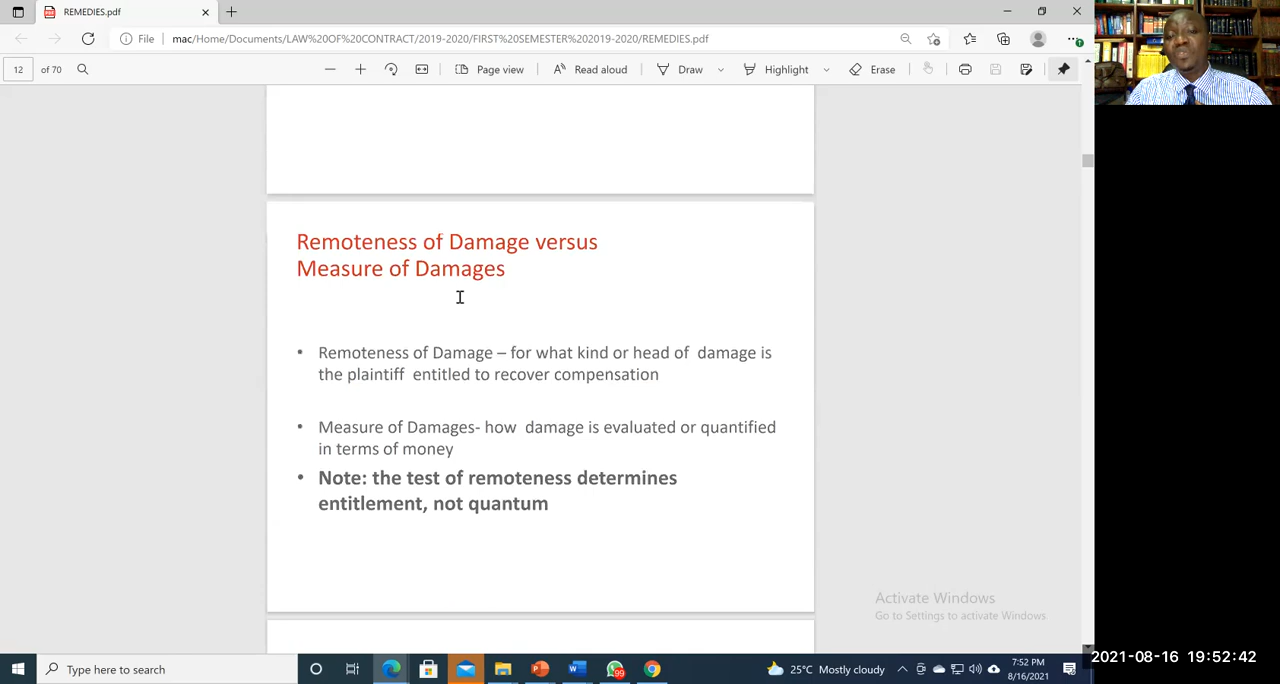 REMEDIES.pdf
File mac/Home/Documents/LAW%20OF%20CONTRACT/2019-2020/FIRST%20SEMESTER%202019-2020/REMEDIES.pdf
12 of 70 Page view Read aloud Draw Highlight Erase
Remoteness of Damage versus
Measure of Damages
• Remoteness of Damage – for what kind or head of damage is
the plaintiff entitled to recover compensation
• Measure of Damages- how damage is evaluated or quantified
in terms of money
• Note: the test of remoteness determines
entitlement, not quantum
Activate Windows
Go to Settings to activate Windows.
Type here to search
99
25°C Mostly cloudy
7:52 PM
8/16/2021
2021-08-16 19:52:42